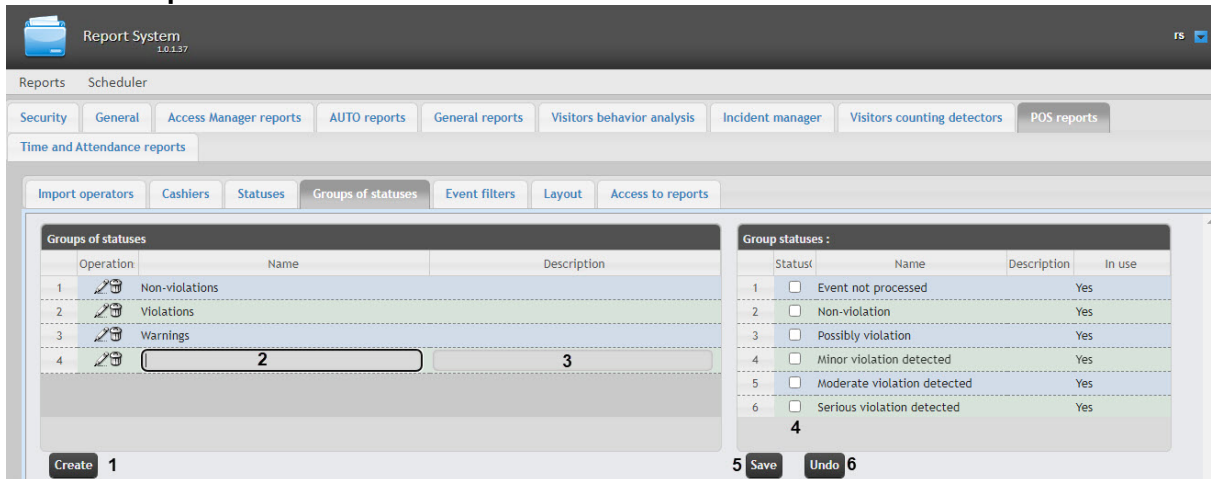 Report System
1.0.1.37
rs
Reports Scheduler
Security General Access Manager reports AUTO reports General reports Visitors behavior analysis Incident manager Visitors counting detectors POS reports
Time and Attendance reports
Import operators Cashiers Statuses Groups of statuses Event filters Layout Access to reports
Groups of statuses
Operation Name Description
1 Non-violations
2 Violations
3 Warnings
4 2 3
Create 1
Group statuses :
Status( Name Description In use
1 Event not processed Yes
2 Non-violation Yes
3 Possibly violation Yes
4 Minor violation detected Yes
5 Moderate violation detected Yes
6 Serious violation detected Yes
4
5 Save Undo 6